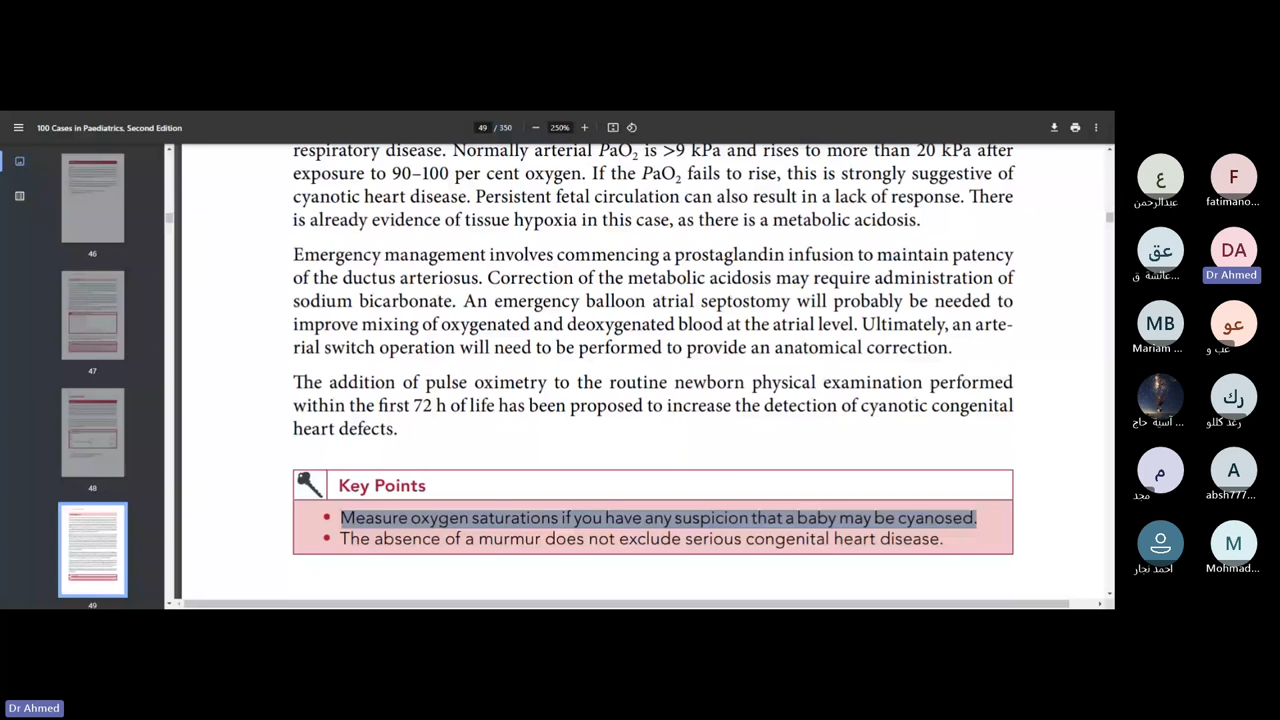 100 Cases in Paediatrics, Second Edition
49 / 350
250%
respiratory disease. Normally arterial PaO2 is >9 kPa and rises to more than 20 kPa after
exposure to 90–100 per cent oxygen. If the PaO2 fails to rise, this is strongly suggestive of
cyanotic heart disease. Persistent fetal circulation can also result in a lack of response. There
is already evidence of tissue hypoxia in this case, as there is a metabolic acidosis.
Emergency management involves commencing a prostaglandin infusion to maintain patency
of the ductus arteriosus. Correction of the metabolic acidosis may require administration of
sodium bicarbonate. An emergency balloon atrial septostomy will probably be needed to
improve mixing of oxygenated and deoxygenated blood at the atrial level. Ultimately, an arte-
rial switch operation will need to be performed to provide an anatomical correction.
The addition of pulse oximetry to the routine newborn physical examination performed
within the first 72 h of life has been proposed to increase the detection of cyanotic congenital
heart defects.
Key Points
• Measure oxygen saturations if you have any suspicion that a baby may be cyanosed.
• The absence of a murmur does not exclude serious congenital heart disease.
46
47
48
49
ع
عبدالرحمن
F
fatimano...
عق
عائشة ق...
DA
Dr Ahmed
MB
Mariam ...
عو
عب و
آسية حاج ...
رك
رغد كللو
م
مجد
A
absh777...
احمد نجار
M
Mohmad...
Dr Ahmed